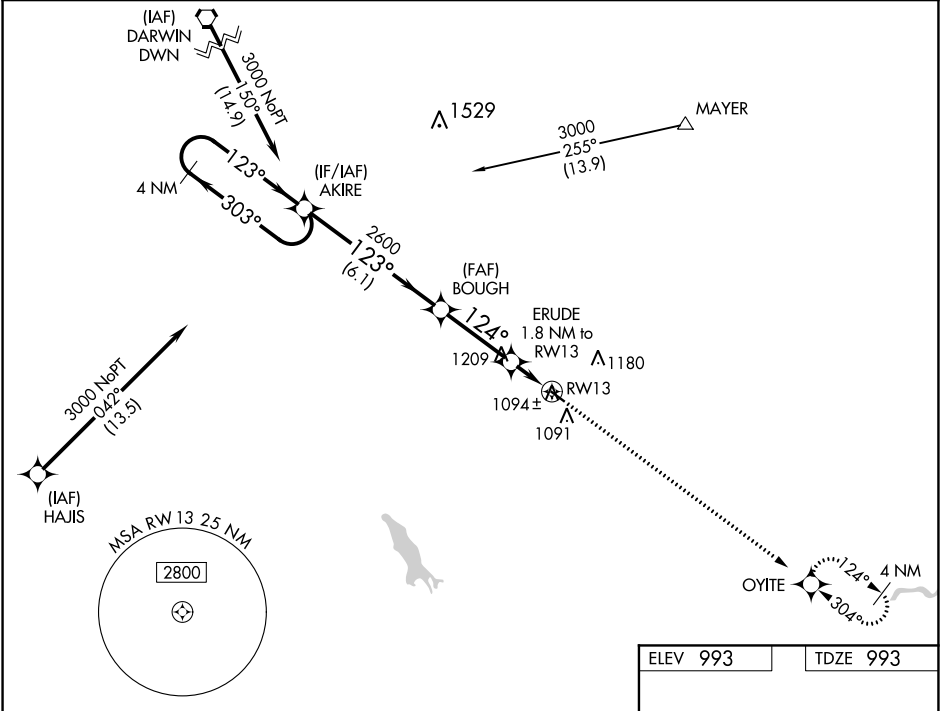 (IAF)
DARWIN
DWN
3000 NoPT
150°
(14.9)
1529
MAYER
3000
255°
(13.9)
4 NM
123°
303°
(IF/IAF)
AKIRE
2600
123°
(6.1)
(FAF)
BOUGH
124°
ERUDE
1.8 NM to
RW13
1209
1180
RW13
1094±
1091
3000 NoPT
042°
(13.5)
(IAF)
HAJIS
MSA RW 13 25 NM
2800
OYITE
124°
4 NM
304°
ELEV 993
TDZE 993